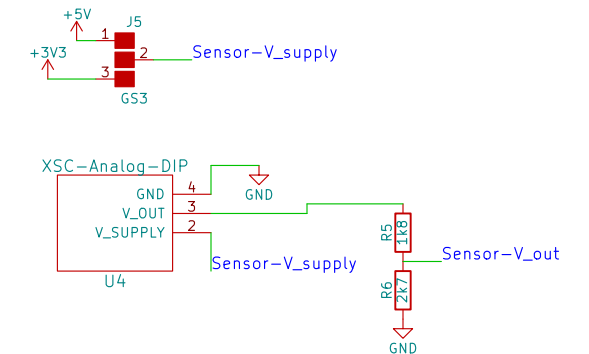 +5V
J5
1
+3V3
2
Sensor-V_supply
3
GS3
XSC-Analog-DIP
GND
4
V_OUT
3
V_SUPPLY
2
GND
U4
Sensor-V_supply
R5
1k8
Sensor-V_out
R6
2k7
GND